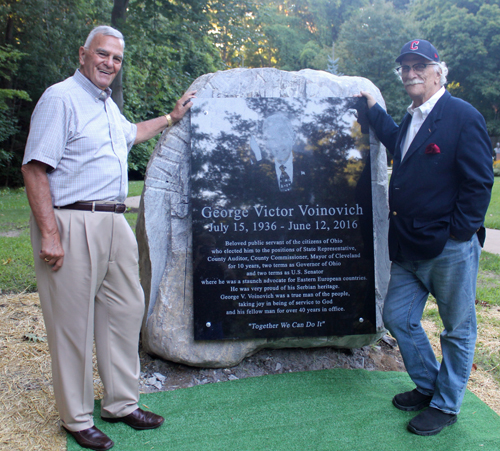 C
George Victor Voinovich
July 15, 1936 - June 12, 2016
Beloved public servant of the citizens of Ohio
who elected him to the positions of State Representative,
County Auditor, County Commissioner, Mayor of Cleveland
for 10 years, two terms as Governor of Ohio
and two terms as U.S. Senator
where he was a staunch advocate for Eastern European countries.
He was very proud of his Serbian heritage.
George V. Voinovich was a true man of the people,
taking joy in being of service to God
and his fellow man for over 40 years in office.
"Together We Can Do It"